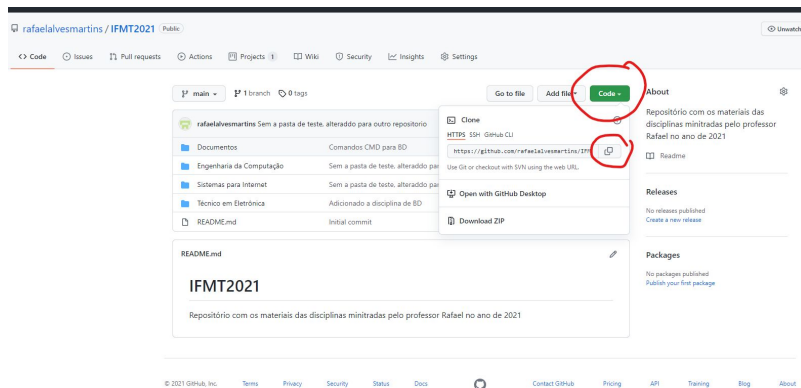 rafaelalvesmartins / IFMT2021 Public
Unwatch
Code Issues Pull requests Actions Projects 1 Wiki Security Insights Settings
main 1 branch 0 tags Go to file Add file Code
rafaelalvesmartins Sem a pasta de teste, alteraddo para outro repositorio
Documentos Comandos CMD para BD
Engenharia da Computação Sem a pasta de teste, alteraddo par
Sistemas para Internet Sem a pasta de teste, alteraddo par
Técnico em Eletrônica Adicionado a disciplina de BD
README.md Initial commit
Clone
HTTPS SSH GitHub CLI
https://github.com/rafaelalvesmartins/IFM
Use Git or checkout with SVN using the web URL.
Open with GitHub Desktop
Download ZIP
README.md
IFMT2021
Repositório com os materiais das disciplinas minitradas pelo professor Rafael no ano de 2021
About
Repositório com os materiais das
disciplinas minitradas pelo professor
Rafael no ano de 2021
Readme
Releases
No releases published
Create a new release
Packages
No packages published
Publish your first package
© 2021 GitHub, Inc. Terms Privacy Security Status Docs Contact GitHub Pricing API Training Blog About